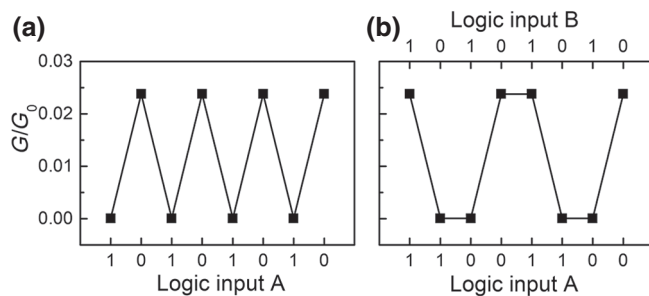 (a)
(b)
Logic input B
1 0 1 0 1 0 1 0
G/G0
0.03
0.02
0.01
0.00
1 0 1 0 1 0 1 0
Logic input A
1 1 0 0 1 1 0 0
Logic input A